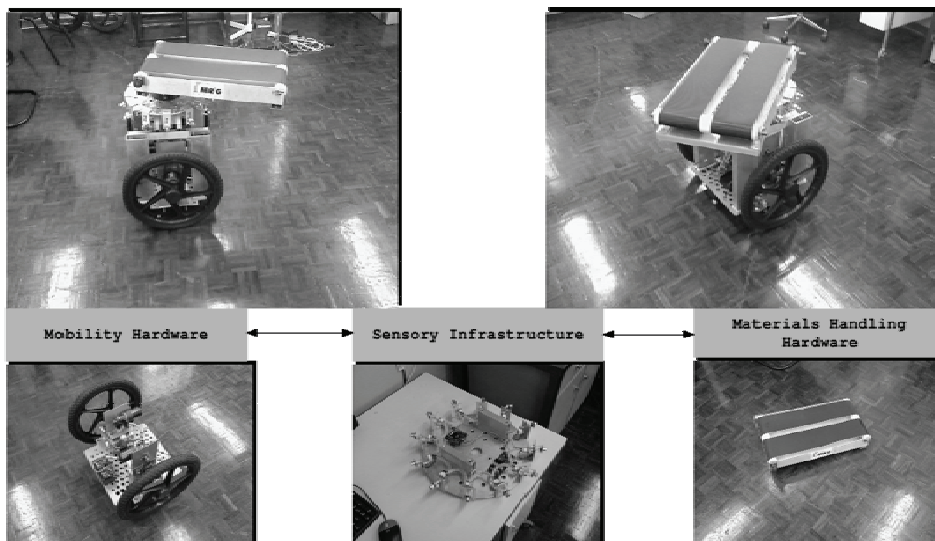 Mobility Hardware
Sensory Infrastructure
Materials Handling
Hardware